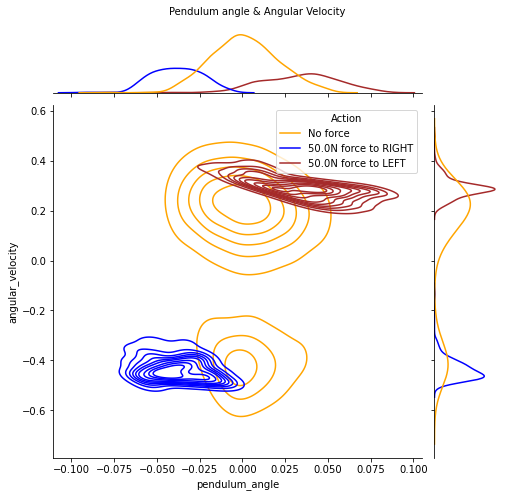 Pendulum angle & Angular Velocity
Action
No force
50.0N force to RIGHT
50.0N force to LEFT
0.6
0.4
0.2
0.0
−0.2
−0.4
−0.6
angular_velocity
−0.100 −0.075 −0.050 −0.025 0.000 0.025 0.050 0.075 0.100
pendulum_angle